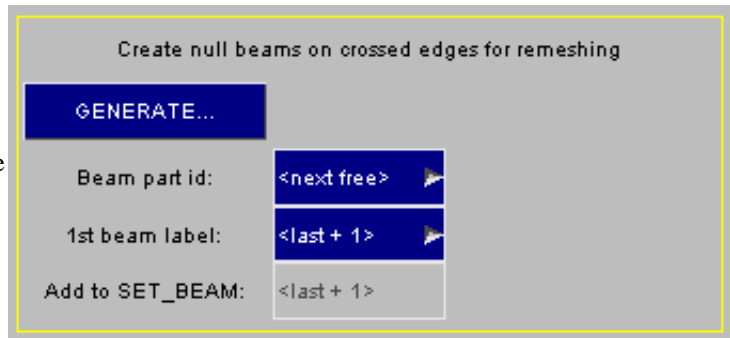 Create null beams on crossed edges for remeshing
GENERATE...
e
Beam part id: <next free>
1st beam label: <last + 1>
Add to SET_BEAM: <last + 1>